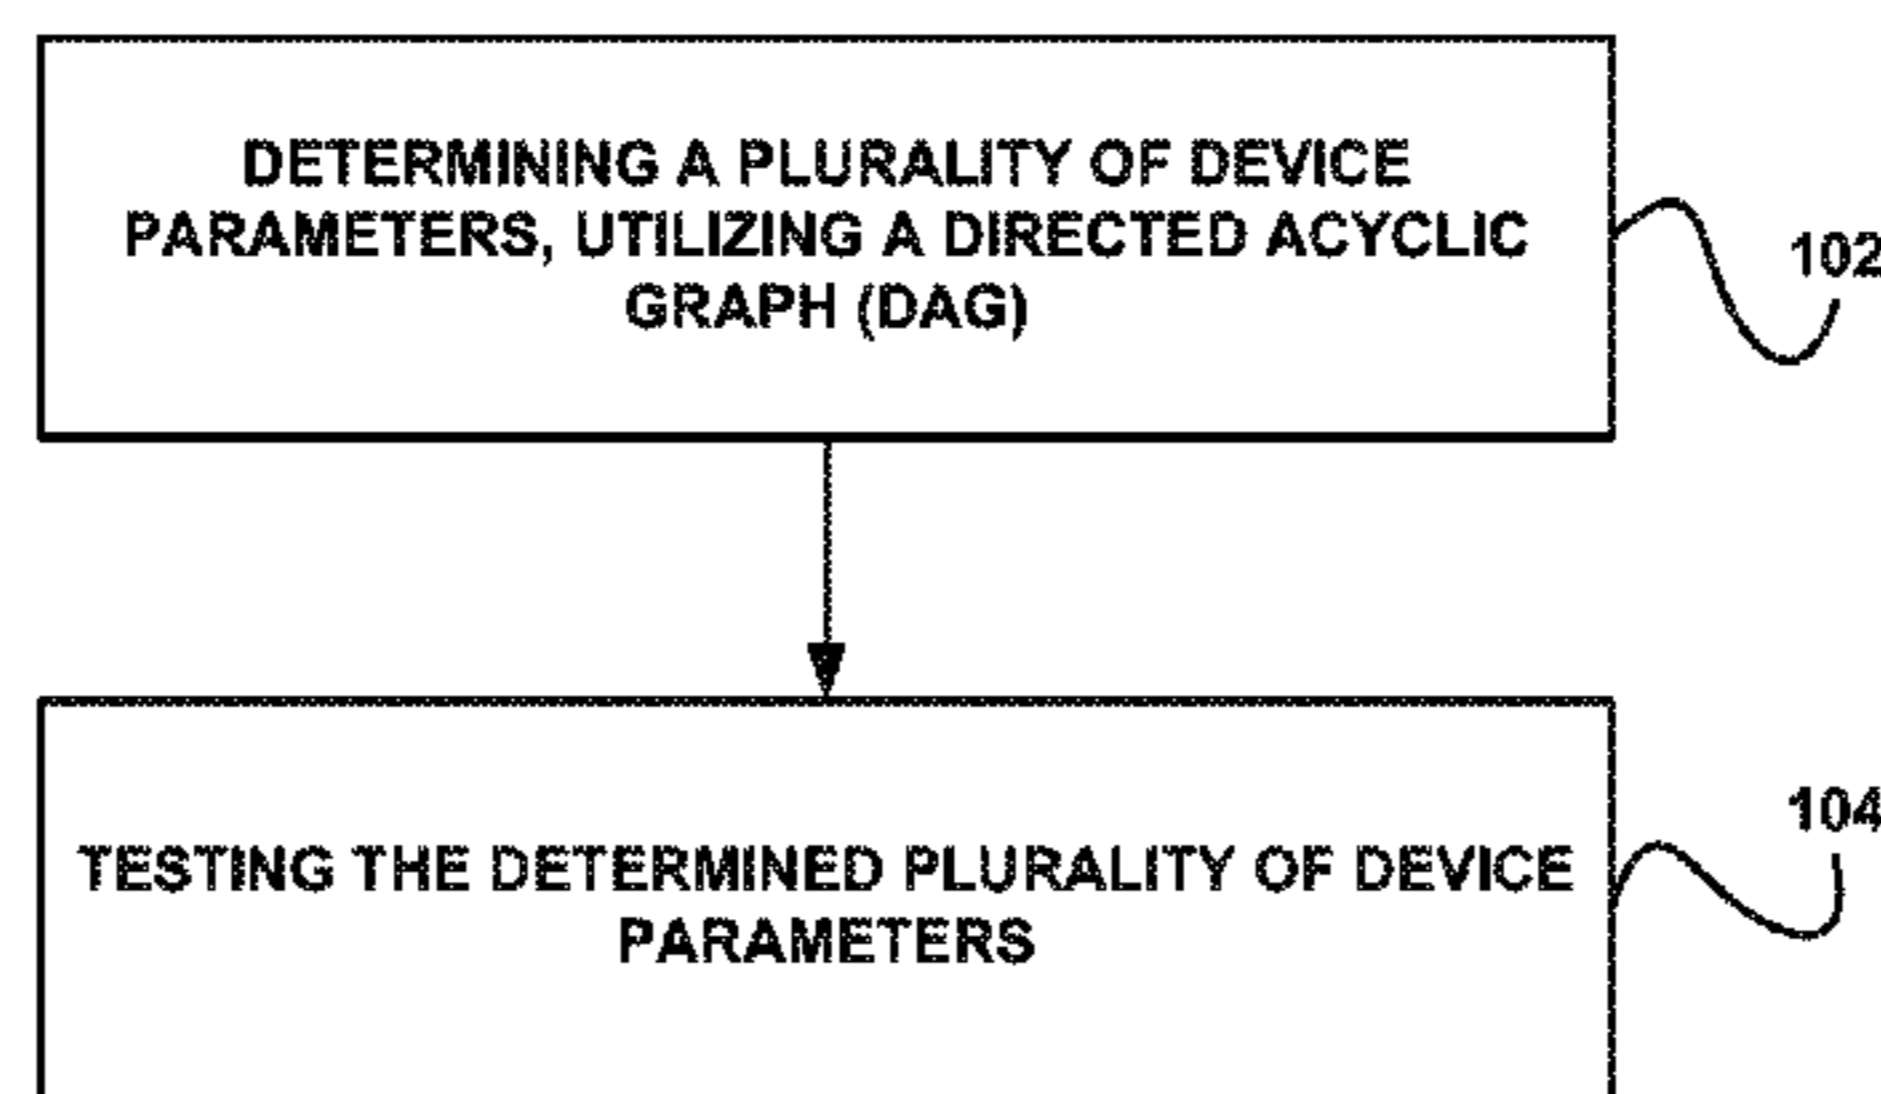 DETERMINING A PLURALITY OF DEVICE
PARAMETERS, UTILIZING A DIRECTED ACYCLIC
GRAPH (DAG)
102
104
TESTING THE DETERMINED PLURALITY OF DEVICE
PARAMETERS